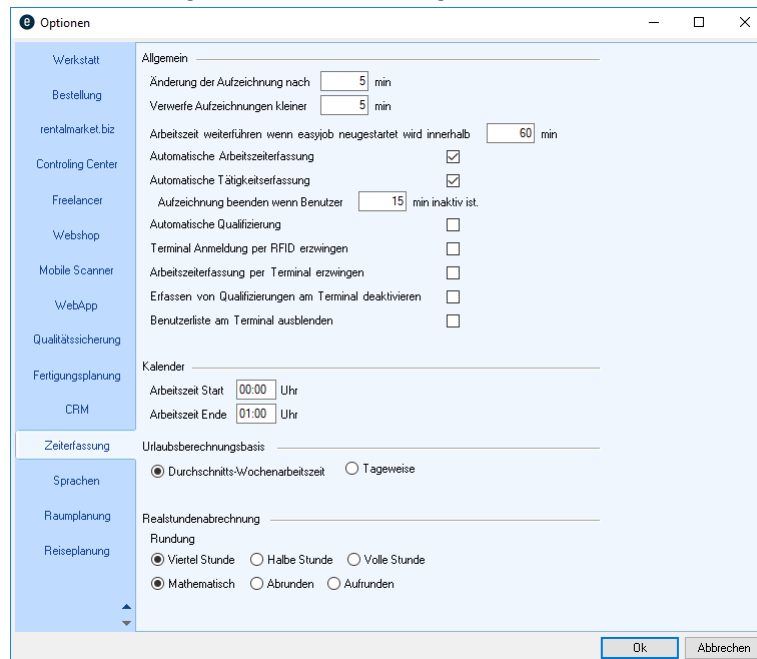 Optionen
Werkstatt
Bestellung
rentalmarket.biz
Controling Center
Freelancer
Webshop
Mobile Scanner
WebApp
Qualitätssicherung
Fertigungsplanung
CRM
Zeiterfassung
Sprachen
Raumplanung
Reiseplanung
Allgemein
Änderung der Aufzeichnung nach 5 min
Verwerfe Aufzeichnungen kleiner 5 min
Arbeitszeit weiterführen wenn easyjob neugestartet wird innerhalb 60 min
Automatische Arbeitszeiterfassung
Automatische Tätigkeitserfassung
Aufzeichnung beenden wenn Benutzer 15 min inaktiv ist.
Automatische Qualifizierung
Terminal Anmeldung per RFID erzwingen
Arbeitszeiterfassung per Terminal erzwingen
Erfassen von Qualifizierungen am Terminal deaktivieren
Benutzerliste am Terminal ausblenden
Kalender
Arbeitszeit Start 00:00 Uhr
Arbeitszeit Ende 01:00 Uhr
Urlaubsberechnungsbasis
Durchschnitts-Wochenarbeitszeit Tageweise
Realstundenabrechnung
Rundung
Viertel Stunde Halbe Stunde Volle Stunde
Mathematisch Abrunden Aufrunden
Ok Abbrechen